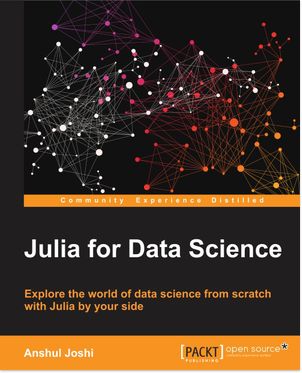 Community Experience Distilled
Julia for Data Science
Explore the world of data science from scratch
with Julia by your side
Anshul Joshi
[PACKT] open source*
PUBLISHING